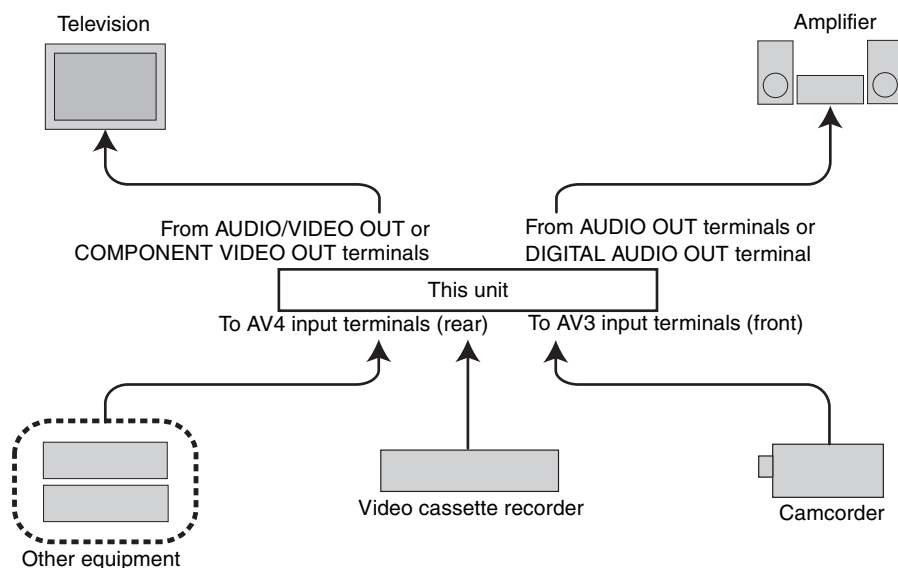 Television
Amplifier
From AUDIO/VIDEO OUT or
COMPONENT VIDEO OUT terminals
From AUDIO OUT terminals or
DIGITAL AUDIO OUT terminal
This unit
To AV4 input terminals (rear)
To AV3 input terminals (front)
Video cassette recorder
Camcorder
Other equipment